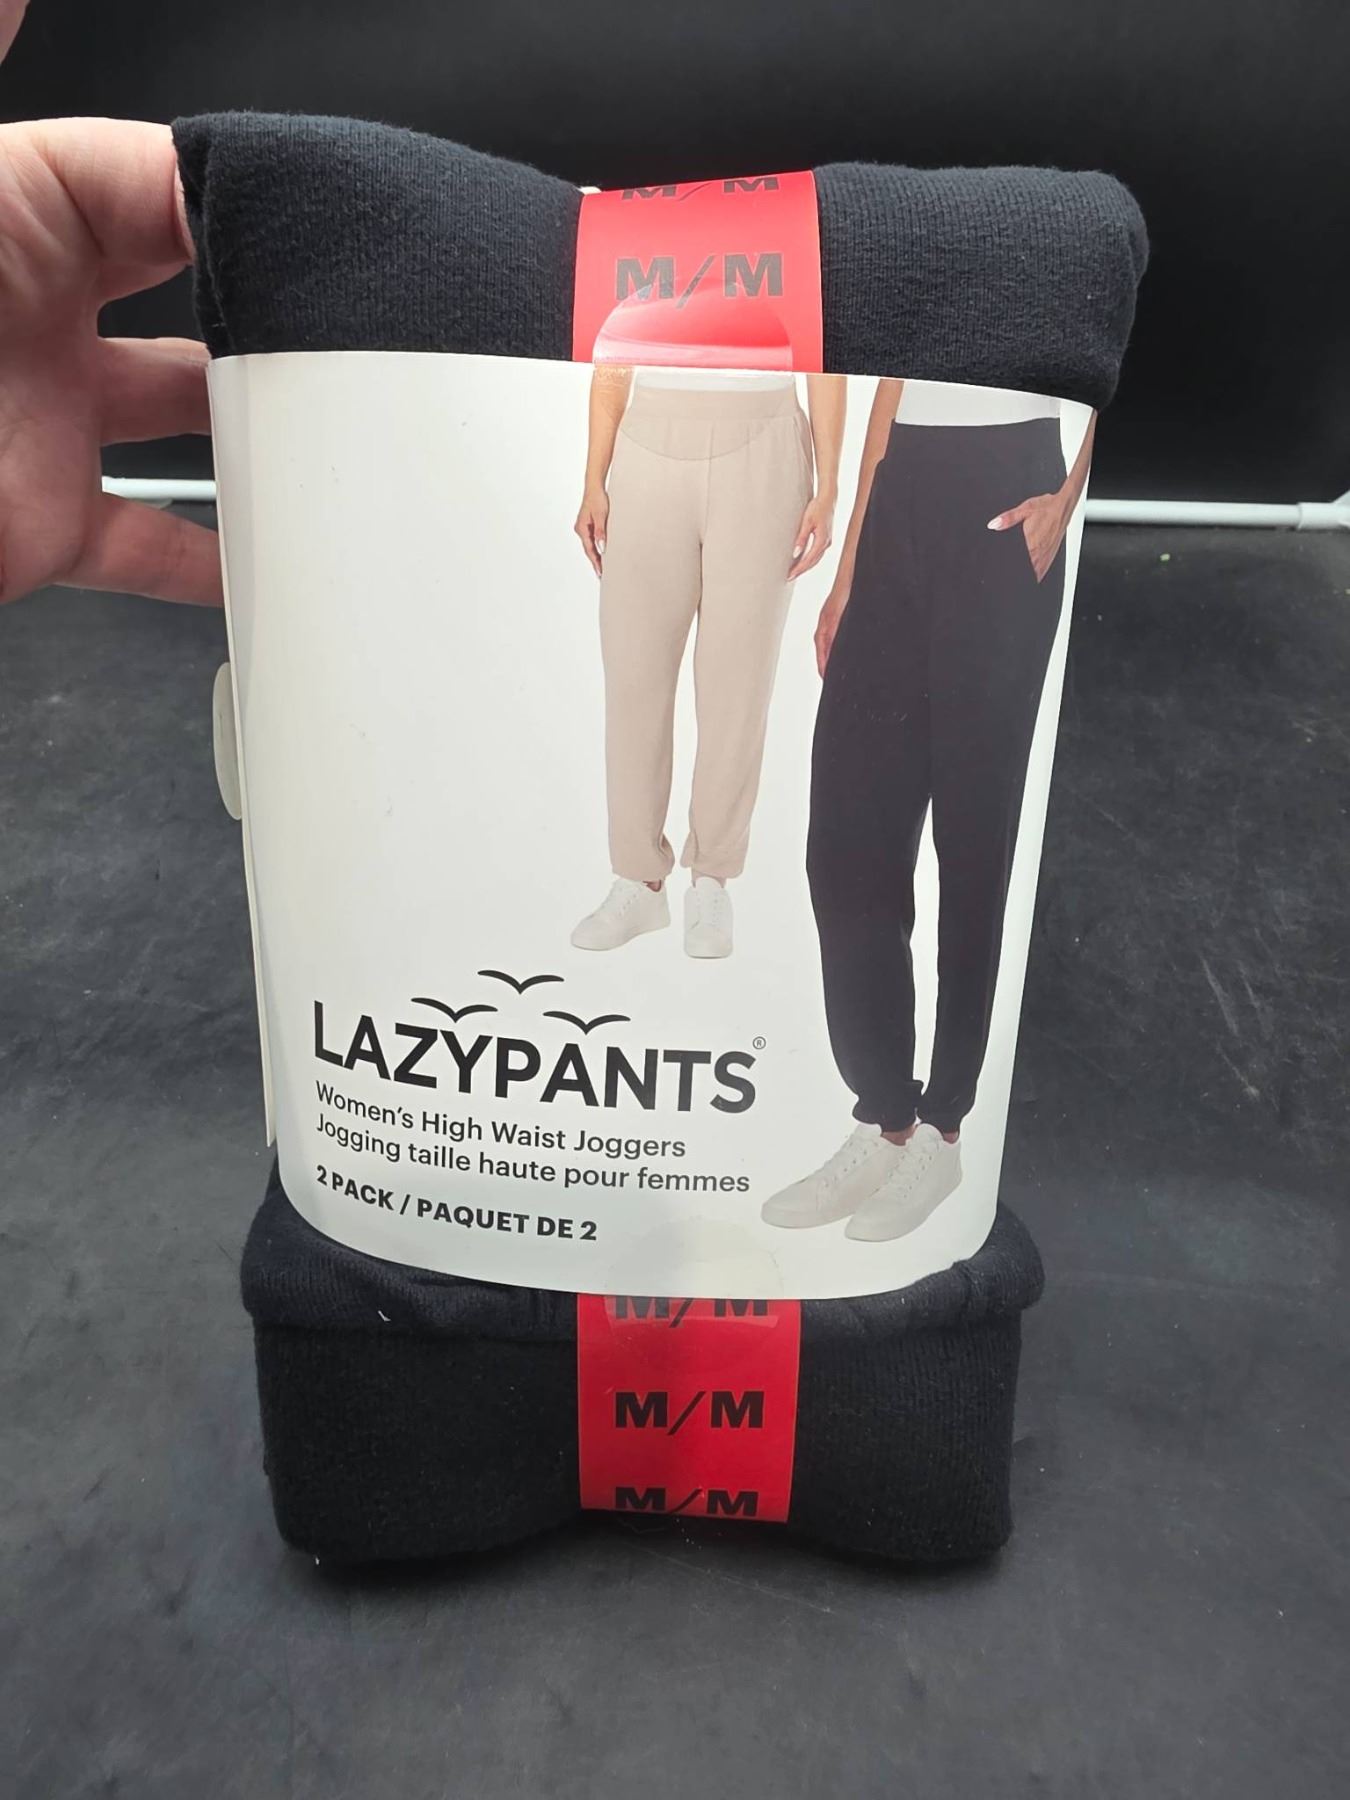 M/M
M/M
LAZYPANTS®
Women's High Waist Joggers
Jogging taille haute pour femmes
2 PACK / PAQUET DE 2
M/M
M/M
M/M